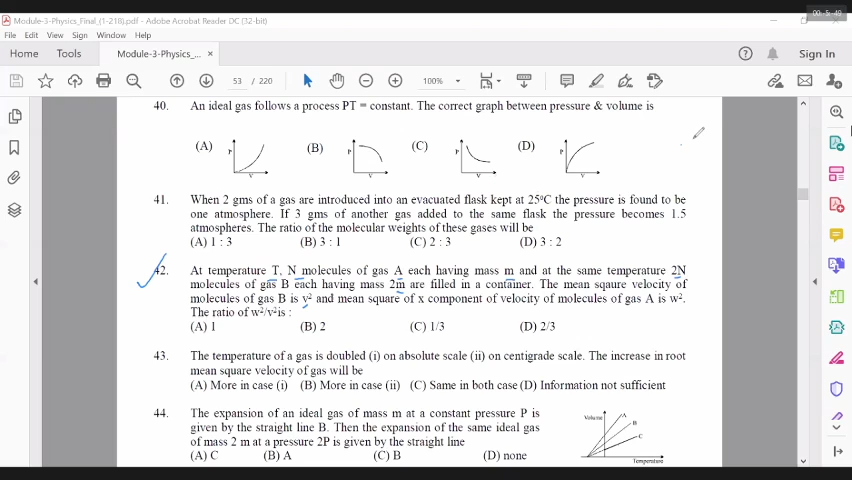 00:-5:-49
Module-3-Physics_Final_(1-218).pdf - Adobe Acrobat Reader DC (32-bit)
File Edit View Sign Window Help
Home Tools Module-3-Physics_... × Sign In
53 / 220 100%
40. An ideal gas follows a process PT = constant. The correct graph between pressure & volume is
(A) P V (B) P V (C) P V (D) P V
41. When 2 gms of a gas are introduced into an evacuated flask kept at 25⁰C the pressure is found to be
one atmosphere. If 3 gms of another gas added to the same flask the pressure becomes 1.5
atmospheres. The ratio of the molecular weights of these gases will be
(A) 1 : 3 (B) 3 : 1 (C) 2 : 3 (D) 3 : 2
42. At temperature T, N molecules of gas A each having mass m and at the same temperature 2N
molecules of gas B each having mass 2m are filled in a container. The mean sqaure velocity of
molecules of gas B is v² and mean square of x component of velocity of molecules of gas A is w².
The ratio of w²/v²is :
(A) 1 (B) 2 (C) 1/3 (D) 2/3
43. The temperature of a gas is doubled (i) on absolute scale (ii) on centigrade scale. The increase in root
mean square velocity of gas will be
(A) More in case (i) (B) More in case (ii) (C) Same in both case (D) Information not sufficient
44. The expansion of an ideal gas of mass m at a constant pressure P is
given by the straight line B. Then the expansion of the same ideal gas
of mass 2 m at a pressure 2P is given by the straight line
(A) C (B) A (C) B (D) none
Volume A B C Temperature